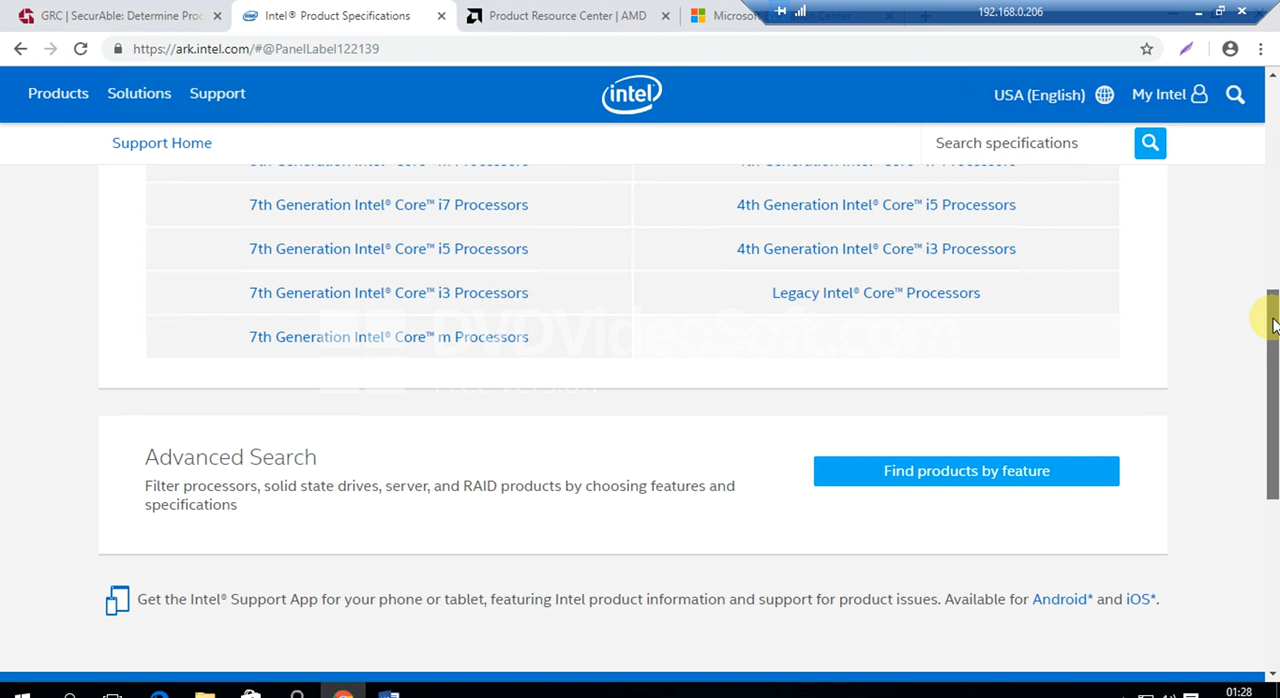 GRC | SecurAble: Determine Proc
Intel® Product Specifications
Product Resource Center | AMD
Microsoft
Center
192.168.0.206
https://ark.intel.com/#@PanelLabel122139
Products
Solutions
Support
intel
USA (English)
My Intel
Support Home
Search specifications
7th Generation Intel® Core™ i7 Processors
4th Generation Intel® Core™ i5 Processors
7th Generation Intel® Core™ i5 Processors
4th Generation Intel® Core™ i3 Processors
7th Generation Intel® Core™ i3 Processors
Legacy Intel® Core™ Processors
7th Generation Intel® Core™ m Processors
DVDVideoSoft.com
Free Version
Advanced Search
Filter processors, solid state drives, server, and RAID products by choosing features and
specifications
Find products by feature
Get the Intel® Support App for your phone or tablet, featuring Intel product information and support for product issues. Available for Android* and iOS*.
01:28